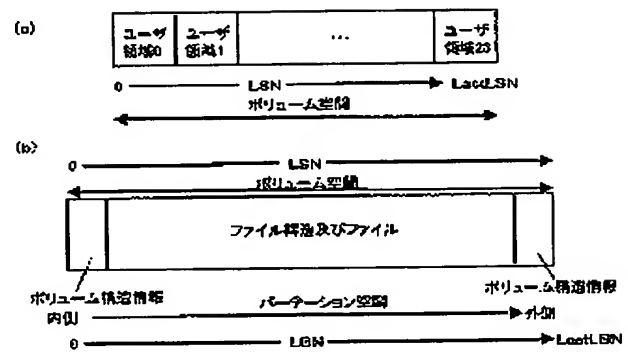 (a)
ユーザ
領域0
ユーザ
領域1
...
ユーザ
領域23
0
LSN
LastLSN
ボリューム空間
(b)
0
LSN
ボリューム空間
ファイル構造及びファイル
ボリューム構造情報
ボリューム構造情報
内側
パーテーション空間
外側
0
LBN
LastLBN